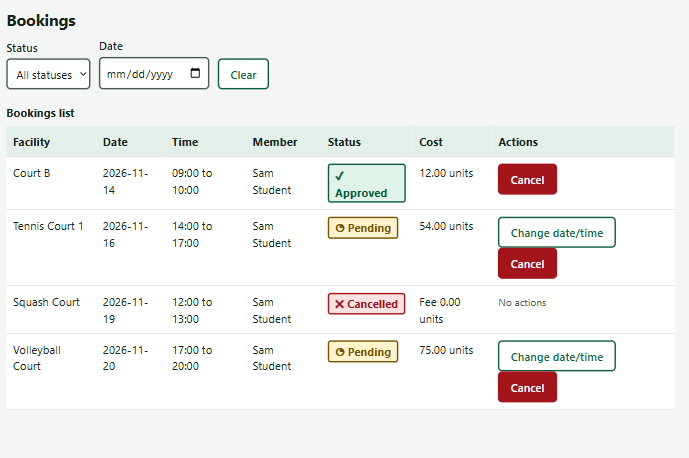 Bookings
Status
Date
All statuses
mm/dd/yyyy
Clear
Bookings list
Facility Date Time Member Status Cost Actions
Court B 2026-11- 09:00 to Sam ✓ 12.00 units Cancel
14 10:00 Student Approved
Tennis Court 1 2026-11- 14:00 to Sam Pending 54.00 units Change date/time
16 17:00 Student
Cancel
Squash Court 2026-11- 12:00 to Sam Cancelled Fee 0.00 No actions
19 13:00 Student units
Volleyball 2026-11- 17:00 to Sam Pending 75.00 units Change date/time
Court 20 20:00 Student
Cancel